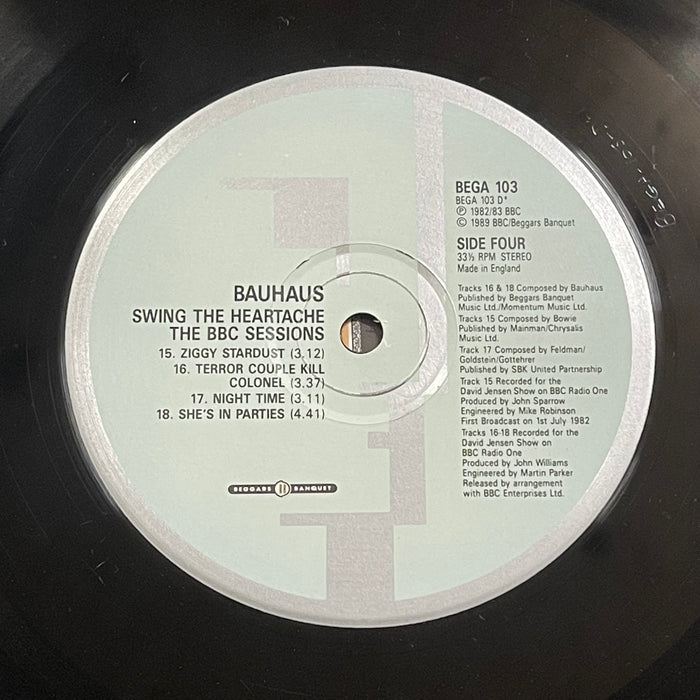 BAUHAUS
SWING THE HEARTACHE
THE BBC SESSIONS
15. ZIGGY STARDUST (3.12)
16. TERROR COUPLE KILL
COLONEL (3.37)
17. NIGHT TIME (3.11)
18. SHE'S IN PARTIES (4.41)
BEGGARS BANQUET
BEGA 103
BEGA 103 D*
Ⓟ 1982/83 BBC
© 1989 BBC/Beggars Banquet
SIDE FOUR
33⅓ RPM STEREO
Made in England
Tracks 16 & 18 Composed by Bauhaus
Published by Beggars Banquet
Music Ltd./Momentum Music Ltd.
Tracks 15 Composed by Bowie
Published by Mainman/Chrysalis
Music Ltd.
Track 17 Composed by Feldman/
Goldstein/Gottehrer
Published by SBK United Partnership
Track 15 Recorded for the
David Jensen Show on BBC Radio One
Produced by John Sparrow
Engineered by Mike Robinson
First Broadcast on 1st July 1982
Tracks 16-18 Recorded for the
David Jensen Show on
BBC Radio One
Produced by John Williams
Engineered by Martin Parker
Released by arrangement
with BBC Enterprises Ltd.